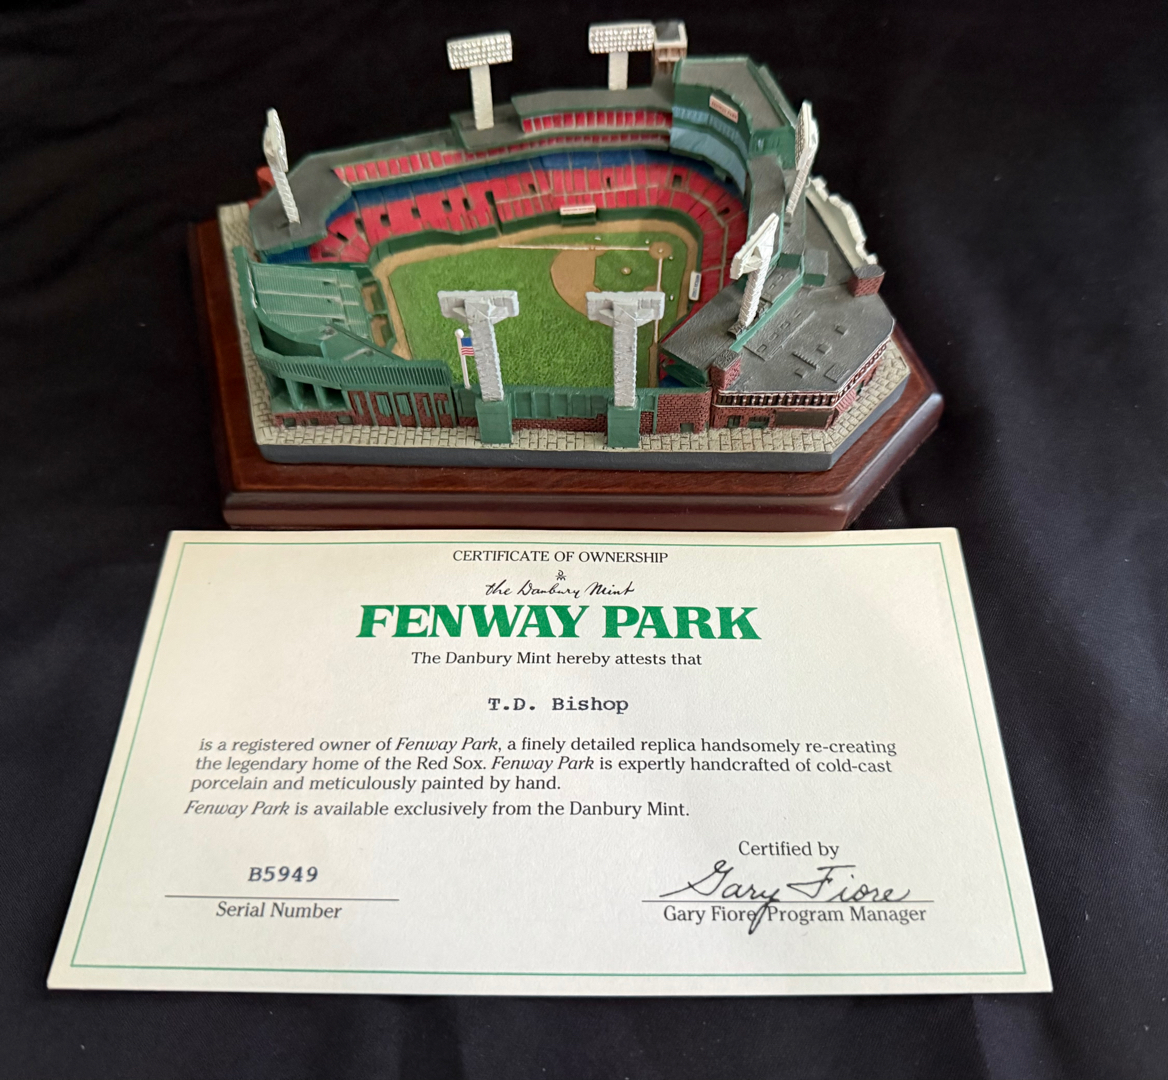 CERTIFICATE OF OWNERSHIP
the Danbury Mint
FENWAY PARK
The Danbury Mint hereby attests that
T.D. Bishop
is a registered owner of Fenway Park, a finely detailed replica handsomely re-creating
the legendary home of the Red Sox. Fenway Park is expertly handcrafted of cold-cast
porcelain and meticulously painted by hand.
Fenway Park is available exclusively from the Danbury Mint.
B5949
Serial Number
Certified by
Gary Fiore
Gary Fiore/Program Manager